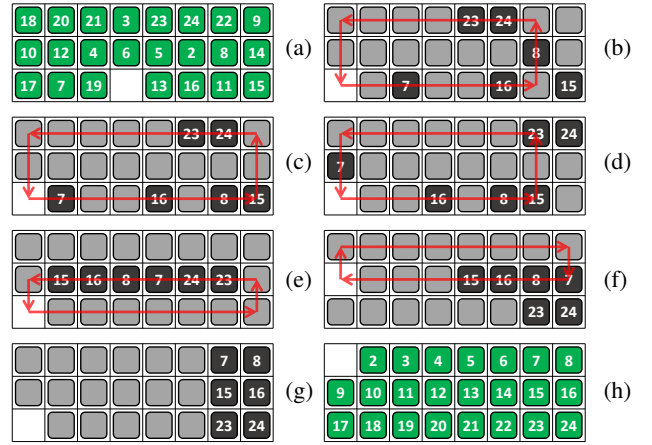 18 20 21 3 23 24 22 9
10 12 4 6 5 2 8 14
17 7 19 13 16 11 15
(a)
23 24
8
7 16 15
(b)
23 24
7 16 8 15
(c)
23 24
7
16 8 15
(d)
15 16 8 7 24 23
(e)
15 16 8 7
23 24
(f)
7 8
15 16
23 24
(g)
2 3 4 5 6 7 8
9 10 11 12 13 14 15 16
17 18 19 20 21 22 23 24
(h)